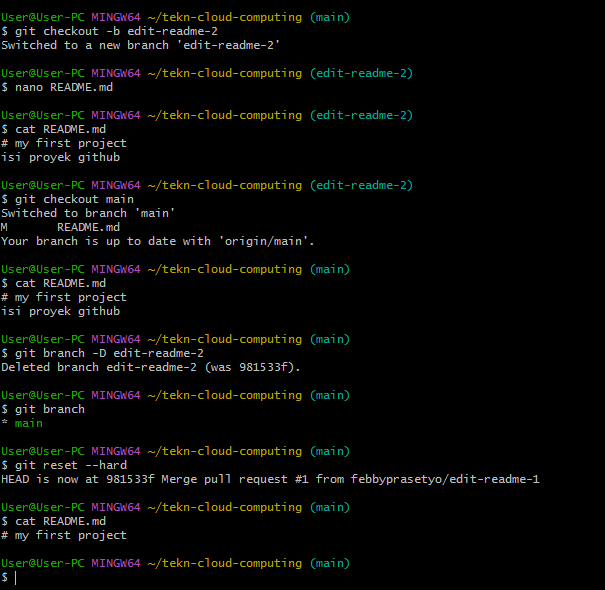 User@User-PC MINGW64 ~/tekn-cloud-computing (main)
$ git checkout -b edit-readme-2
Switched to a new branch 'edit-readme-2'
User@User-PC MINGW64 ~/tekn-cloud-computing (edit-readme-2)
$ nano README.md
User@User-PC MINGW64 ~/tekn-cloud-computing (edit-readme-2)
$ cat README.md
# my first project
isi proyek github
User@User-PC MINGW64 ~/tekn-cloud-computing (edit-readme-2)
$ git checkout main
Switched to branch 'main'
M       README.md
Your branch is up to date with 'origin/main'.
User@User-PC MINGW64 ~/tekn-cloud-computing (main)
$ cat README.md
# my first project
isi proyek github
User@User-PC MINGW64 ~/tekn-cloud-computing (main)
$ git branch -D edit-readme-2
Deleted branch edit-readme-2 (was 981533f).
User@User-PC MINGW64 ~/tekn-cloud-computing (main)
$ git branch
* main
User@User-PC MINGW64 ~/tekn-cloud-computing (main)
$ git reset --hard
HEAD is now at 981533f Merge pull request #1 from febbyprasetyo/edit-readme-1
User@User-PC MINGW64 ~/tekn-cloud-computing (main)
$ cat README.md
# my first project
User@User-PC MINGW64 ~/tekn-cloud-computing (main)
$